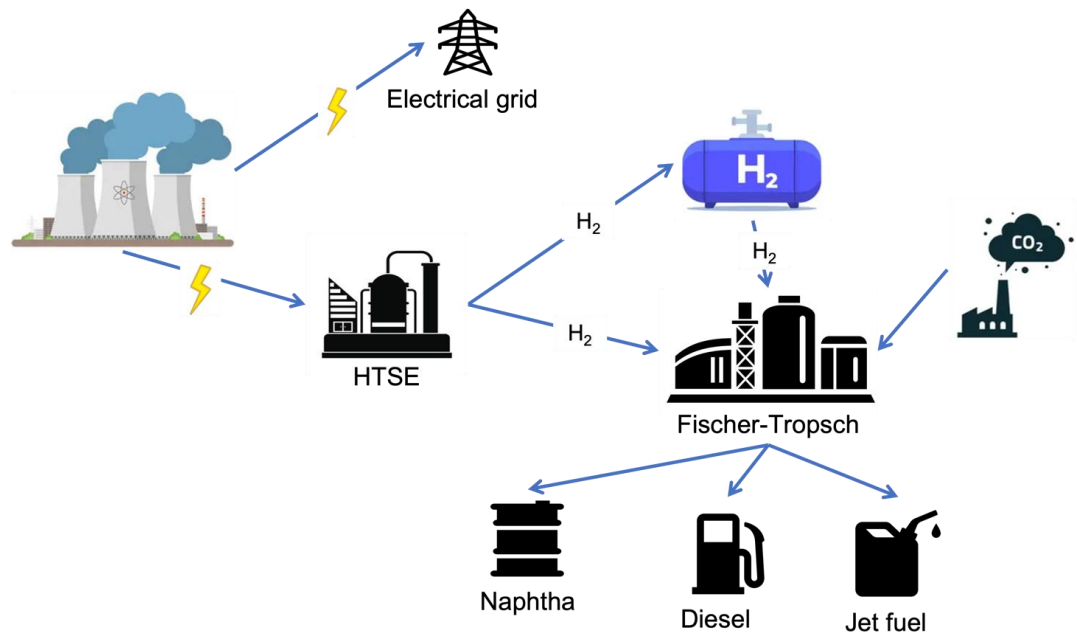 Electrical grid
H₂
H₂
H₂
CO₂
HTSE
H₂
Fischer-Tropsch
Naphtha
Diesel
Jet fuel